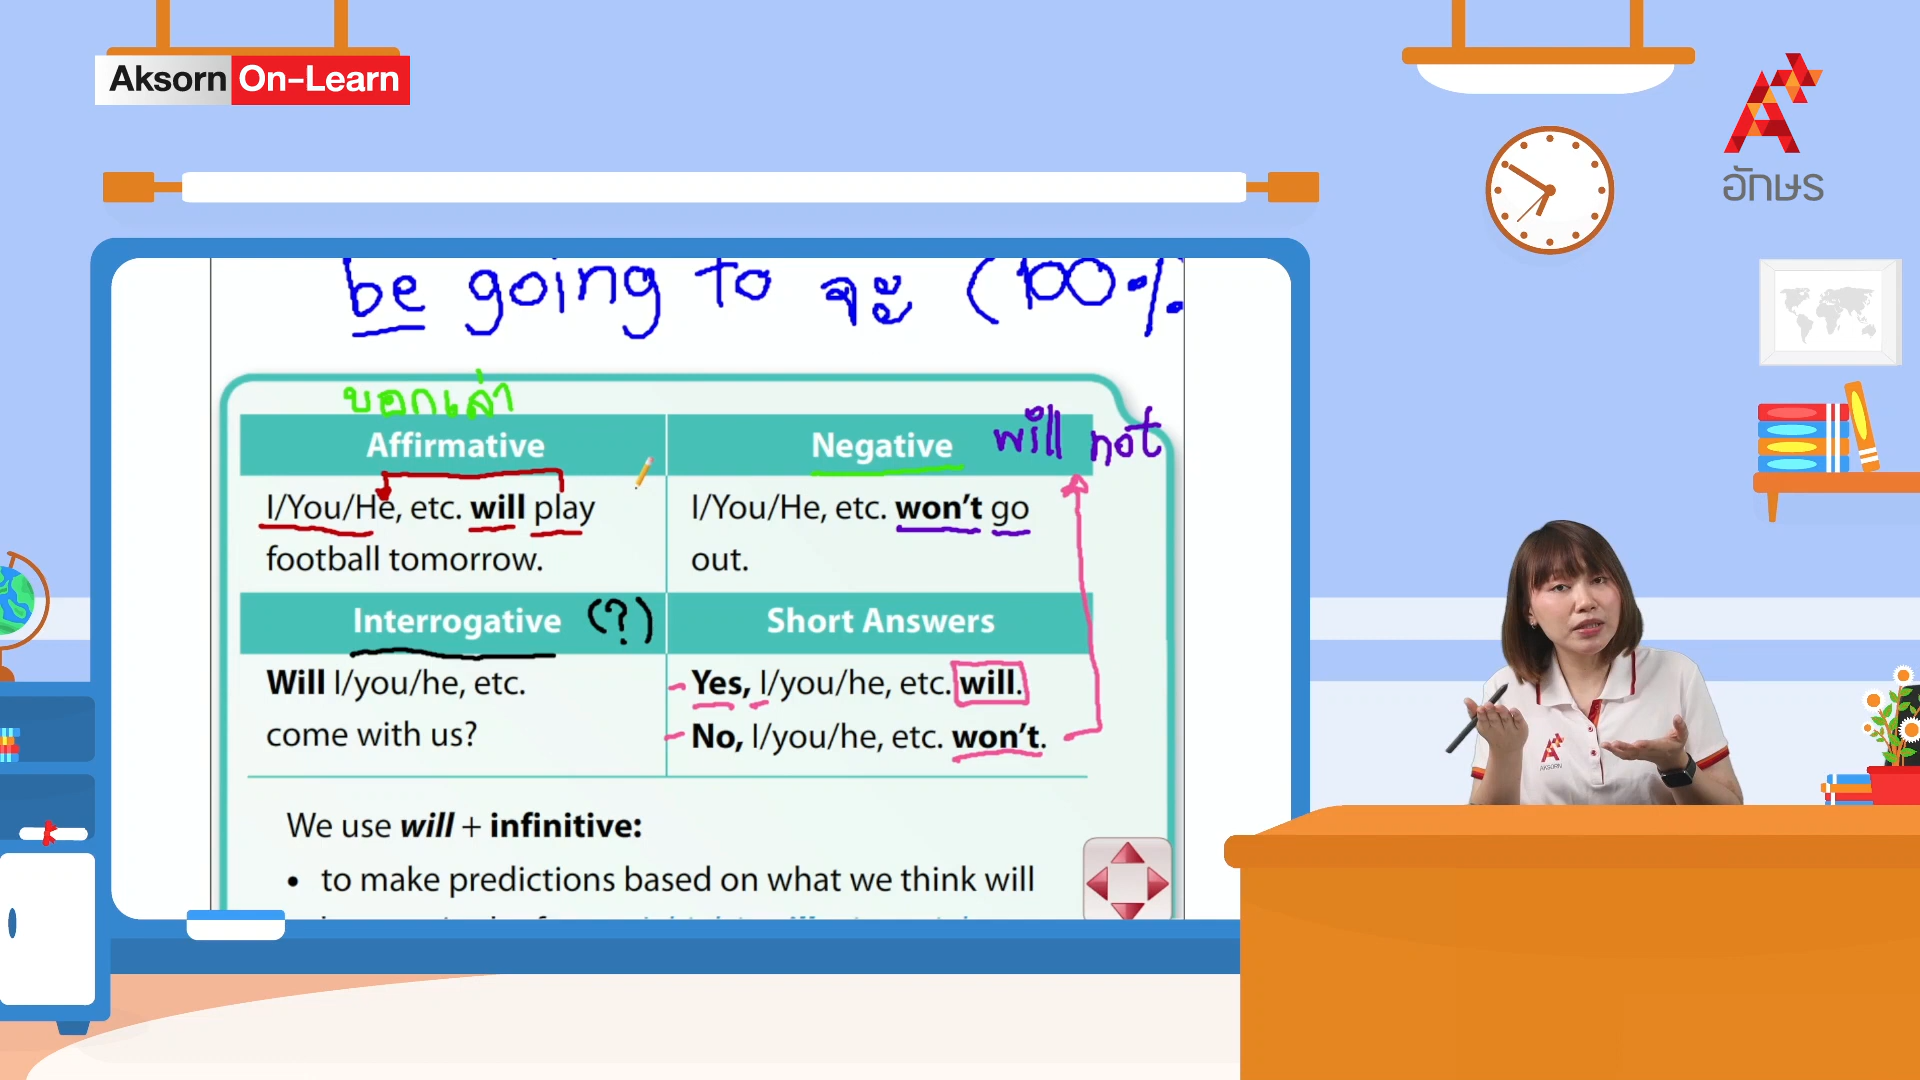 Aksorn On-Learn
อักษร
be going to จะ (100%
บอกเล่า
Affirmative
Negative will not
I/You/He, etc. will play
football tomorrow.
I/You/He, etc. won't go
out.
Interrogative (?)
Short Answers
Will I/you/he, etc.
come with us?
- Yes, I/you/he, etc. will.
- No, I/you/he, etc. won't.
We use will + infinitive:
• to make predictions based on what we think will
AKSORN